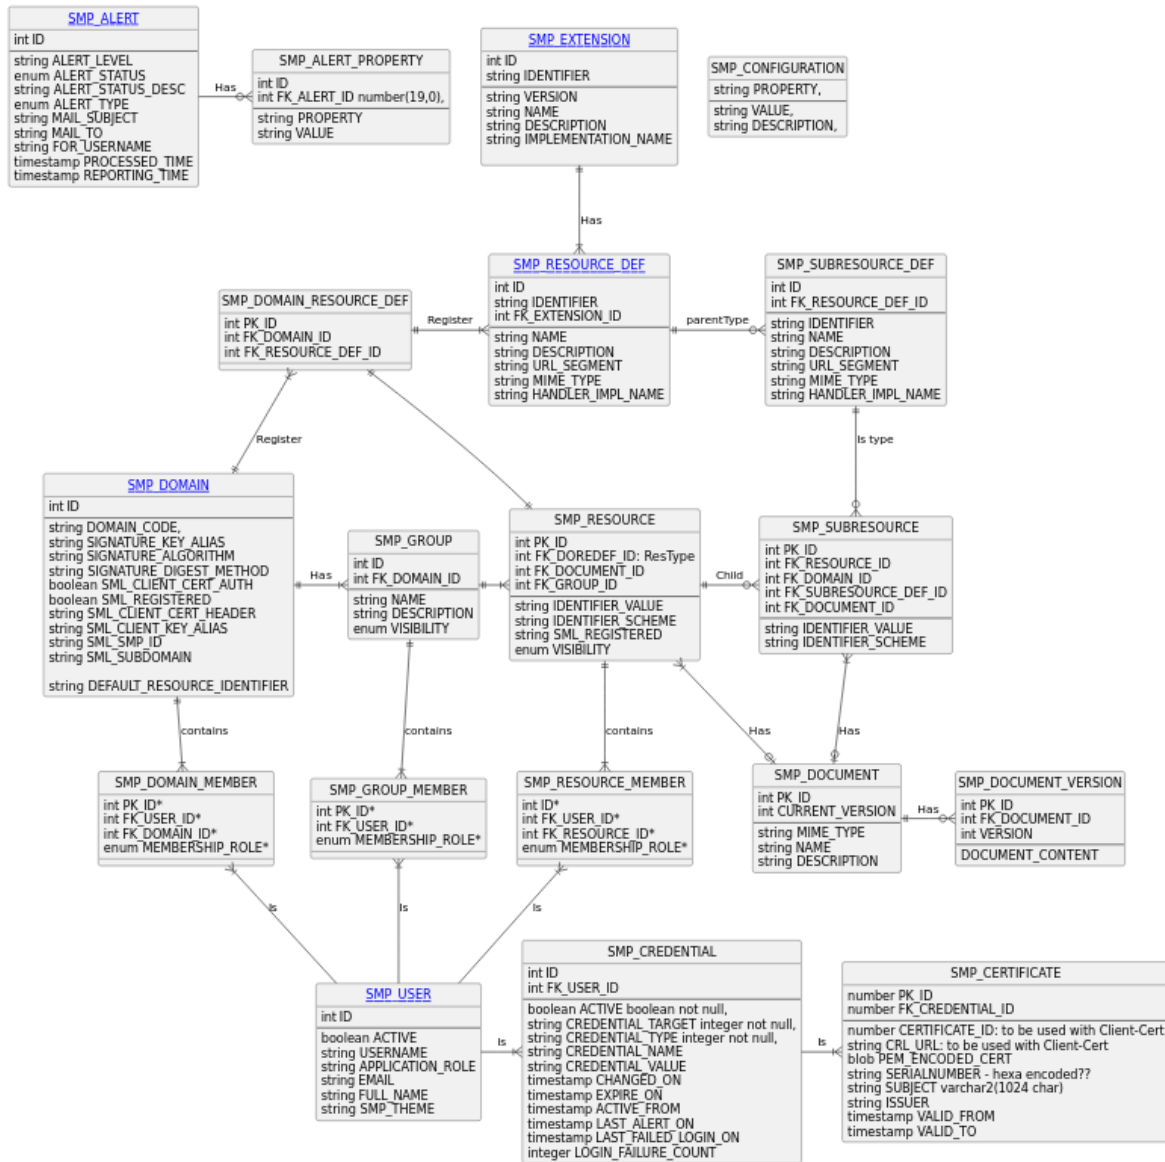 SMP_ALERT
int ID
string ALERT_LEVEL
enum ALERT_STATUS
string ALERT_STATUS_DESC
enum ALERT_TYPE
string MAIL_SUBJECT
string MAIL_TO
string FOR_USERNAME
timestamp PROCESSED_TIME
timestamp REPORTING_TIME
Has
SMP_ALERT_PROPERTY
int ID
int FK_ALERT_ID number(19,0),
string PROPERTY
string VALUE
SMP_EXTENSION
int ID
string IDENTIFIER
string VERSION
string NAME
string DESCRIPTION
string IMPLEMENTATION_NAME
SMP_CONFIGURATION
string PROPERTY,
string VALUE,
string DESCRIPTION,
Has
SMP_DOMAIN_RESOURCE_DEF
int PK_ID
int FK_DOMAIN_ID
int FK_RESOURCE_DEF_ID
Register
SMP_RESOURCE_DEF
int ID
string IDENTIFIER
int FK_EXTENSION_ID
string NAME
string DESCRIPTION
string URL_SEGMENT
string MIME_TYPE
string HANDLER_IMPL_NAME
parentType
SMP_SUBRESOURCE_DEF
int ID
int FK_RESOURCE_DEF_ID
string IDENTIFIER
string NAME
string DESCRIPTION
string URL_SEGMENT
string MIME_TYPE
string HANDLER_IMPL_NAME
Register
Is type
SMP_DOMAIN
int ID
string DOMAIN_CODE,
string SIGNATURE_KEY_ALIAS
string SIGNATURE_ALGORITHM
string SIGNATURE_DIGEST_METHOD
boolean SML_CLIENT_CERT_AUTH
boolean SML_REGISTERED
string SML_CLIENT_CERT_HEADER
string SML_CLIENT_KEY_ALIAS
string SML_SMP_ID
string SML_SUBDOMAIN
string DEFAULT_RESOURCE_IDENTIFIER
Has
SMP_GROUP
int ID
int FK_DOMAIN_ID
string NAME
string DESCRIPTION
enum VISIBILITY
SMP_RESOURCE
int PK_ID
int FK_DOREDEF_ID: ResType
int FK_DOCUMENT_ID
int FK_GROUP_ID
string IDENTIFIER_VALUE
string IDENTIFIER_SCHEME
string SML_REGISTERED
enum VISIBILITY
Child
SMP_SUBRESOURCE
int PK_ID
int FK_RESOURCE_ID
int FK_DOMAIN_ID
int FK_SUBRESOURCE_DEF_ID
int FK_DOCUMENT_ID
string IDENTIFIER_VALUE
string IDENTIFIER_SCHEME
contains
contains
contains
Has
Has
SMP_DOMAIN_MEMBER
int PK_ID*
int FK_USER_ID*
int FK_DOMAIN_ID*
enum MEMBERSHIP_ROLE*
SMP_GROUP_MEMBER
int PK_ID*
int FK_USER_ID*
enum MEMBERSHIP_ROLE*
SMP_RESOURCE_MEMBER
int ID*
int FK_USER_ID*
int FK_RESOURCE_ID*
enum MEMBERSHIP_ROLE*
SMP_DOCUMENT
int PK_ID
int CURRENT_VERSION
string MIME_TYPE
string NAME
string DESCRIPTION
Has
SMP_DOCUMENT_VERSION
int PK_ID
int FK_DOCUMENT_ID
int VERSION
DOCUMENT_CONTENT
Is
Is
Is
SMP_USER
int ID
boolean ACTIVE
string USERNAME
string APPLICATION_ROLE
string EMAIL
string FULL_NAME
string SMP_THEME
Is
SMP_CREDENTIAL
int ID
int FK_USER_ID
boolean ACTIVE boolean not null,
string CREDENTIAL_TARGET integer not null,
string CREDENTIAL_TYPE integer not null,
string CREDENTIAL_NAME
string CREDENTIAL_VALUE
timestamp CHANGED_ON
timestamp EXPIRE_ON
timestamp ACTIVE_FROM
timestamp LAST_ALERT_ON
timestamp LAST_FAILED_LOGIN_ON
integer LOGIN_FAILURE_COUNT
Is
SMP_CERTIFICATE
number PK_ID
number FK_CREDENTIAL_ID
number CERTIFICATE_ID: to be used with Client-Cert
string CRL_URL: to be used with Client-Cert
blob PEM_ENCODED_CERT
string SERIALNUMBER - hexa encoded??
string SUBJECT varchar2(1024 char)
string ISSUER
timestamp VALID_FROM
timestamp VALID_TO